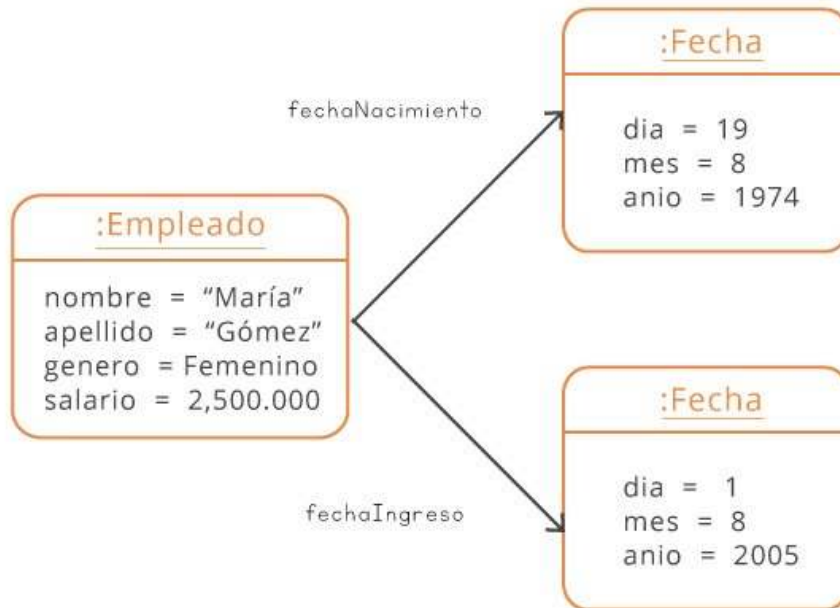 :Empleado
nombre = “María”
apellido = “Gómez”
genero = Femenino
salario = 2,500.000
fechaNacimiento
:Fecha
dia = 19
mes = 8
anio = 1974
fechaIngreso
:Fecha
dia = 1
mes = 8
anio = 2005